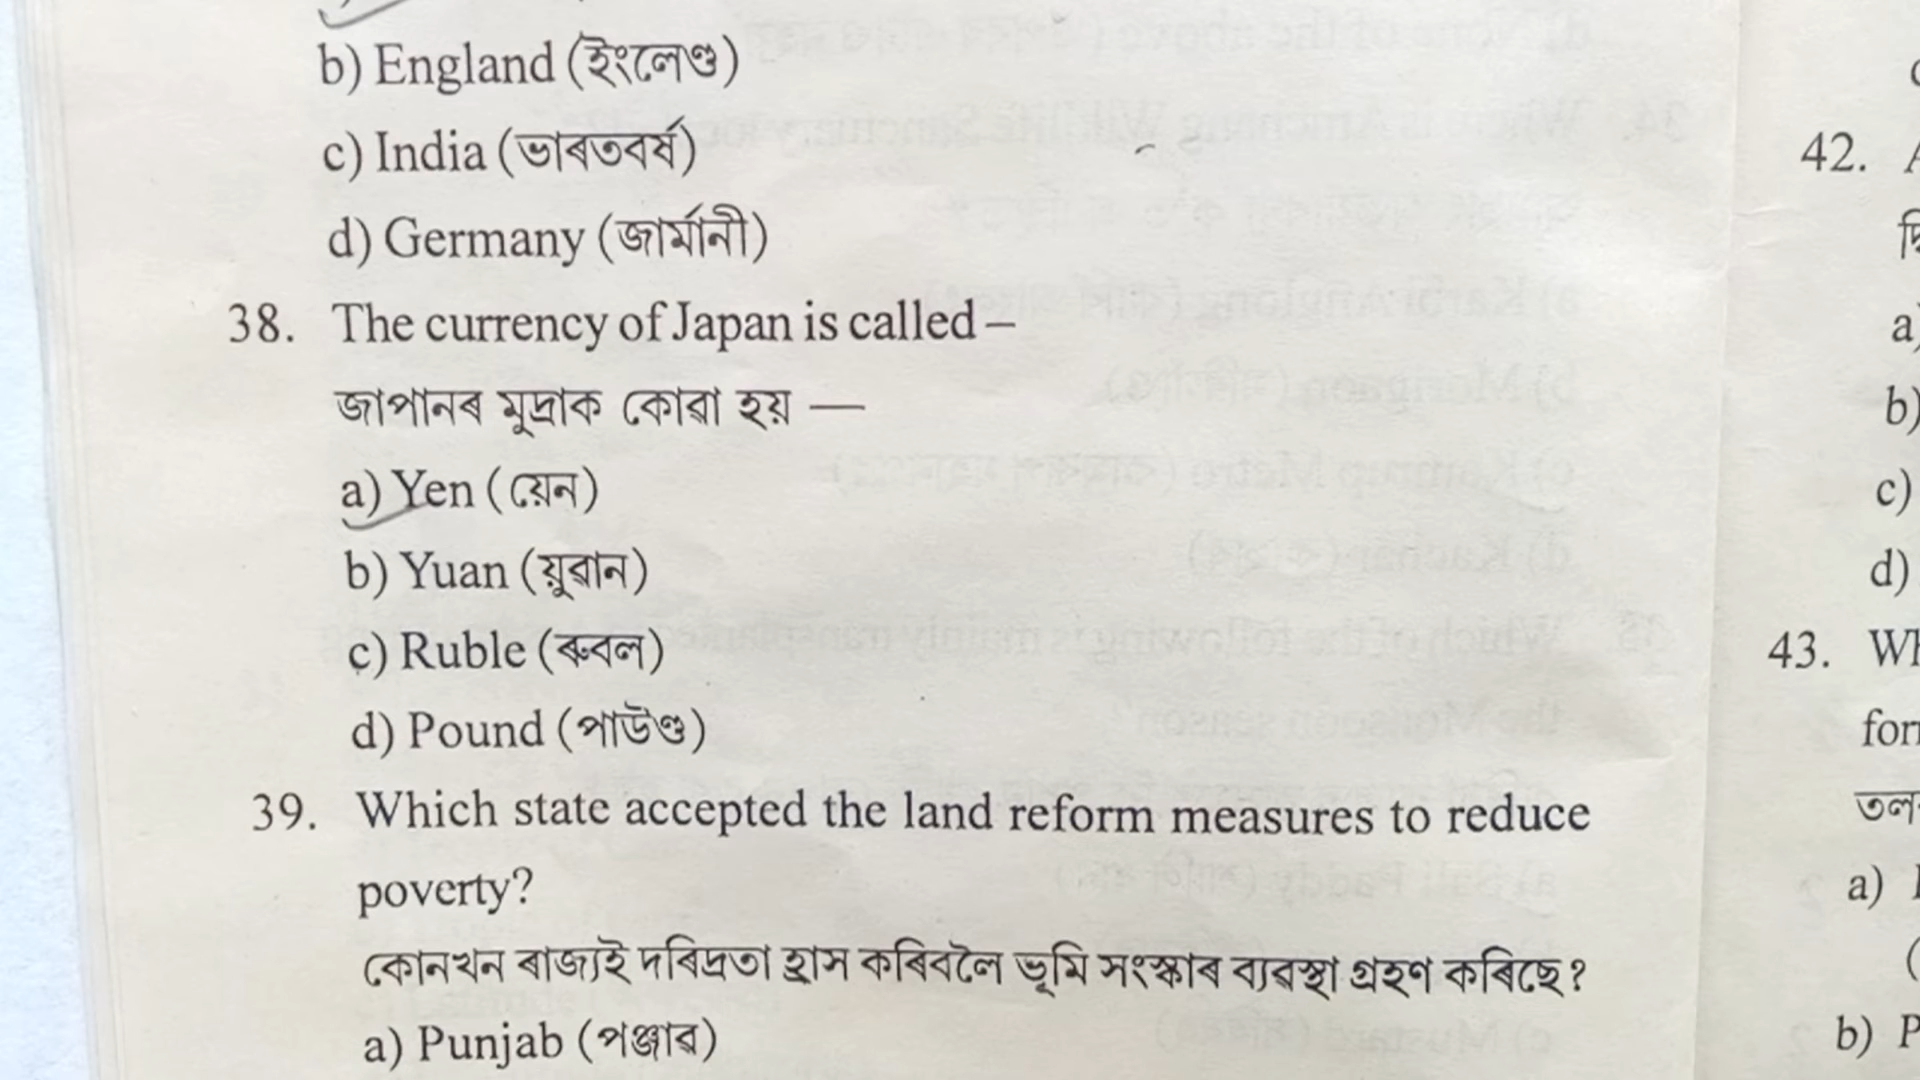 b) England (ইংলেণ্ড)
c) India (ভাৰতবৰ্ষ)
d) Germany (জাৰ্মানী)
38. The currency of Japan is called –
জাপানৰ মুদ্ৰাক কোৱা হয় —
a) Yen (য়েন)
b) Yuan (য়ুৱান)
c) Ruble (ৰুবল)
d) Pound (পাউণ্ড)
39. Which state accepted the land reform measures to reduce
poverty?
কোনখন ৰাজ্যই দৰিদ্ৰতা হ্ৰাস কৰিবলৈ ভূমি সংস্কাৰ ব্যৱস্থা গ্ৰহণ কৰিছে?
a) Punjab (পঞ্জাৱ)
42.
a)
b)
c)
d)
43.
a)
b)